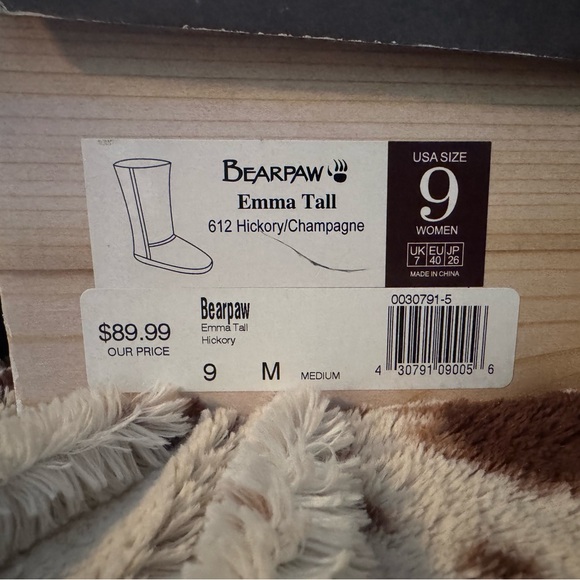 BEARPAW
Emma Tall
612 Hickory/Champagne
USA SIZE
9
WOMEN
UK EU JP
7 40 26
MADE IN CHINA
$89.99
OUR PRICE
Bearpaw
Emma Tall
Hickory
9 M MEDIUM
0030791-5
4 30791 09005 6